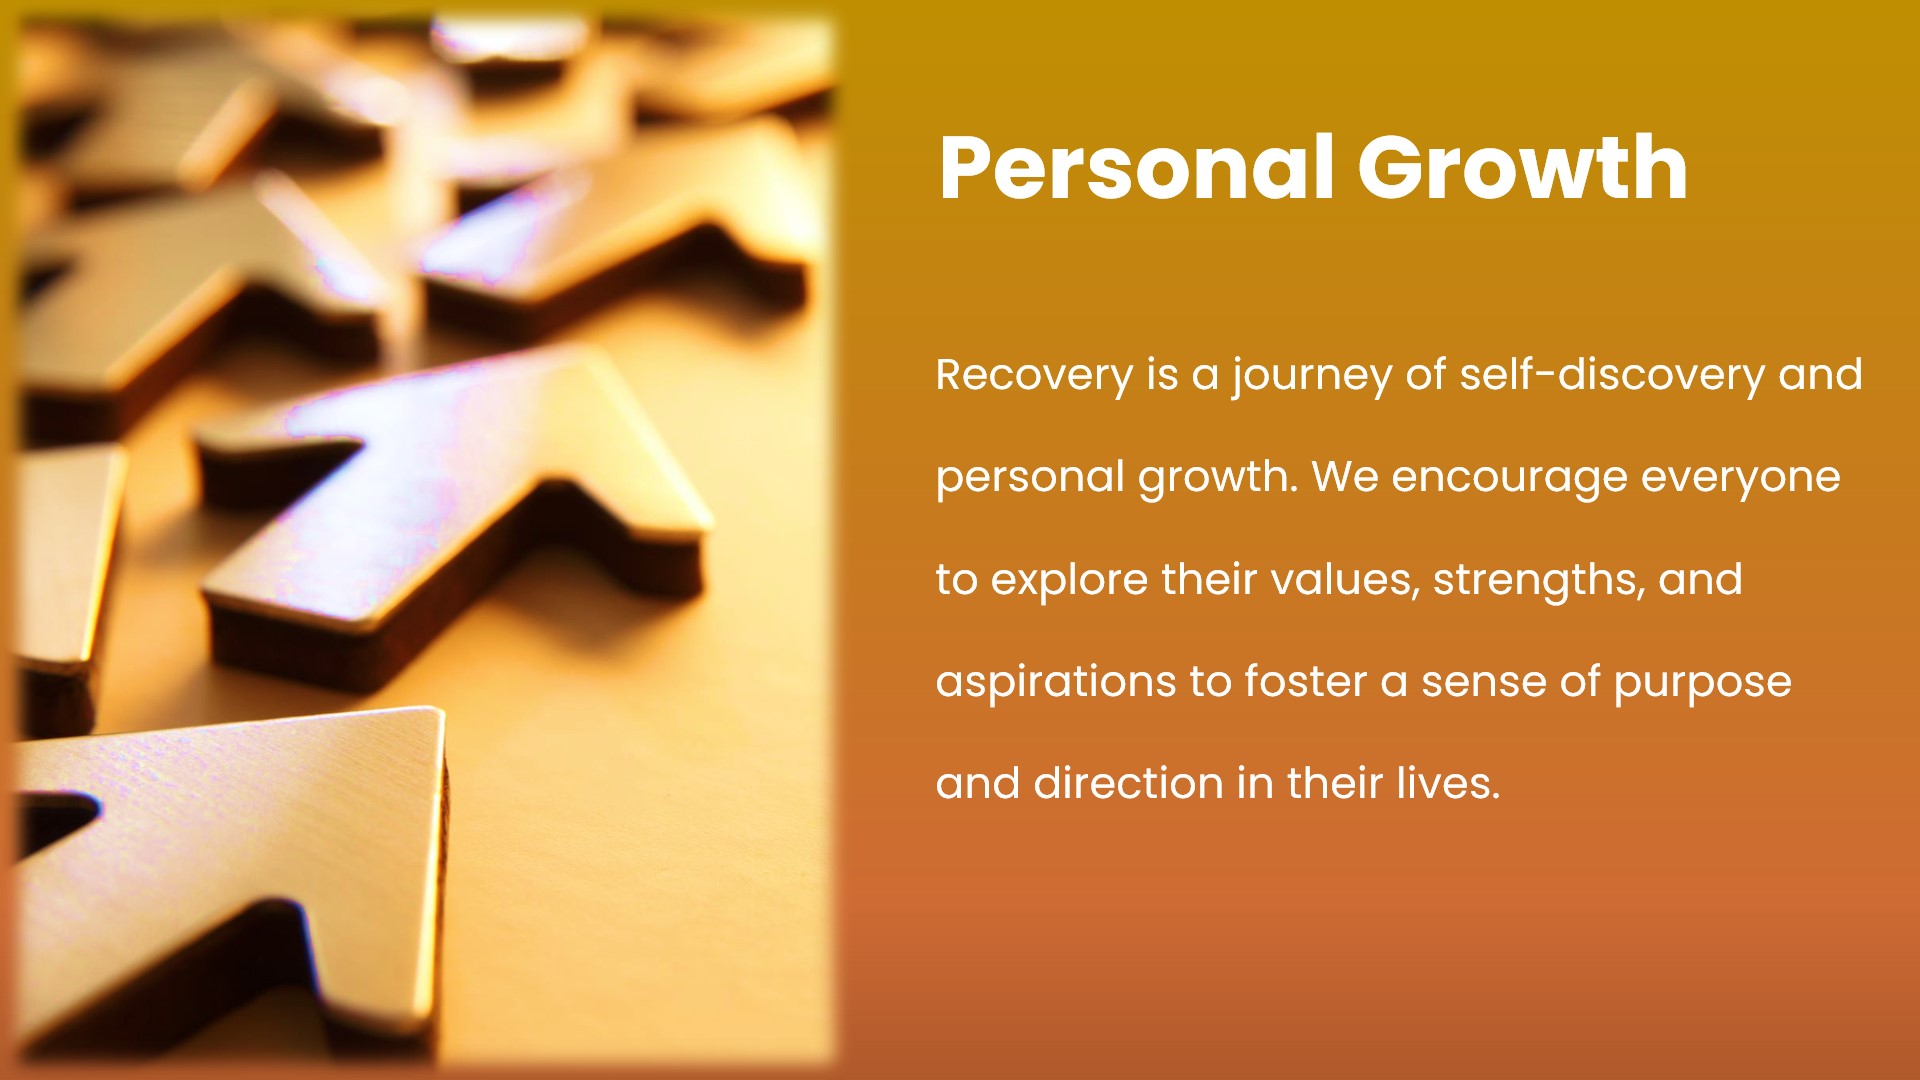 Personal Growth
Recovery is a journey of self-discovery and
personal growth. We encourage everyone
to explore their values, strengths, and
aspirations to foster a sense of purpose
and direction in their lives.